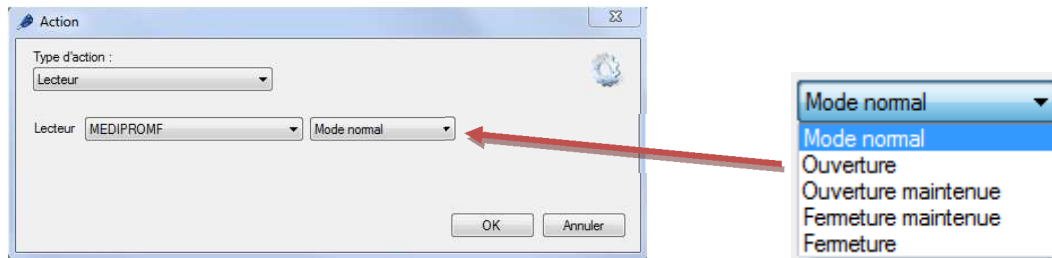 Action
Type d'action :
Lecteur
Lecteur MEDIPROMF Mode normal
OK Annuler
Mode normal
Mode normal
Ouverture
Ouverture maintenue
Fermeture maintenue
Fermeture